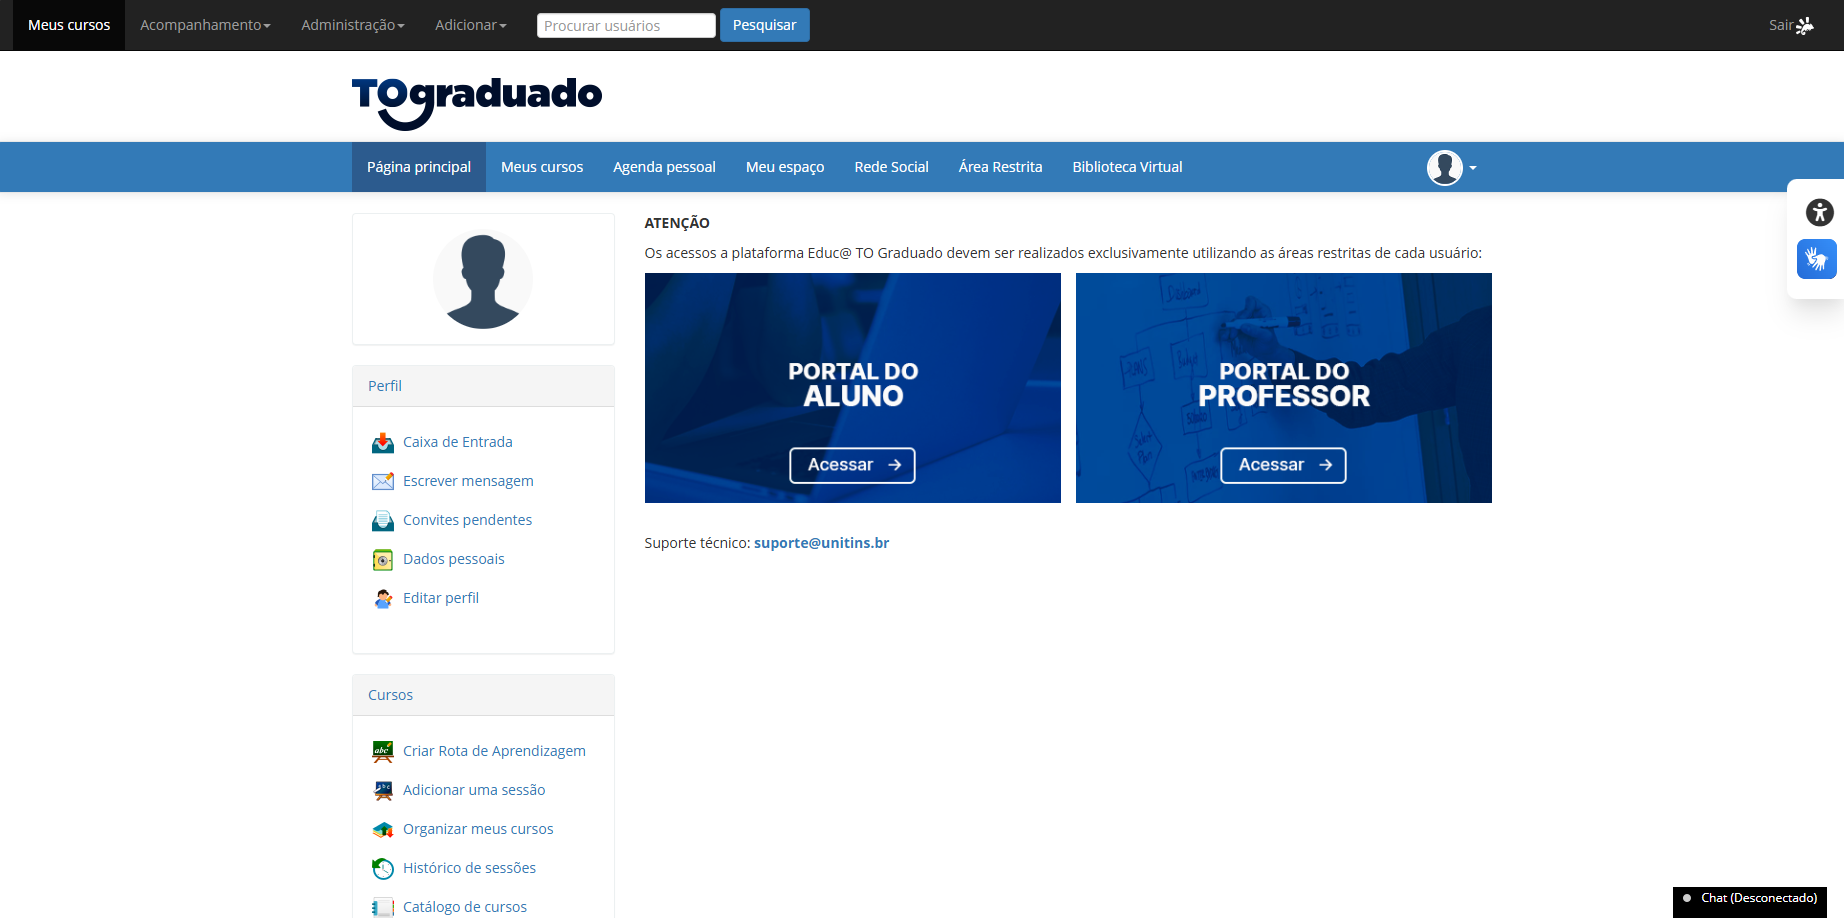 Meus cursos
Acompanhamento
Administração
Adicionar
Procurar usuários
Pesquisar
Sair
TOgraduado
Página principal
Meus cursos
Agenda pessoal
Meu espaço
Rede Social
Área Restrita
Biblioteca Virtual
Perfil
Caixa de Entrada
Escrever mensagem
Convites pendentes
Dados pessoais
Editar perfil
Cursos
Criar Rota de Aprendizagem
Adicionar uma sessão
Organizar meus cursos
Histórico de sessões
Catálogo de cursos
ATENÇÃO
Os acessos a plataforma Educ@ TO Graduado devem ser realizados exclusivamente utilizando as áreas restritas de cada usuário:
PORTAL DO
ALUNO
Acessar →
PORTAL DO
PROFESSOR
Acessar →
Suporte técnico: suporte@unitins.br
Chat (Desconectado)